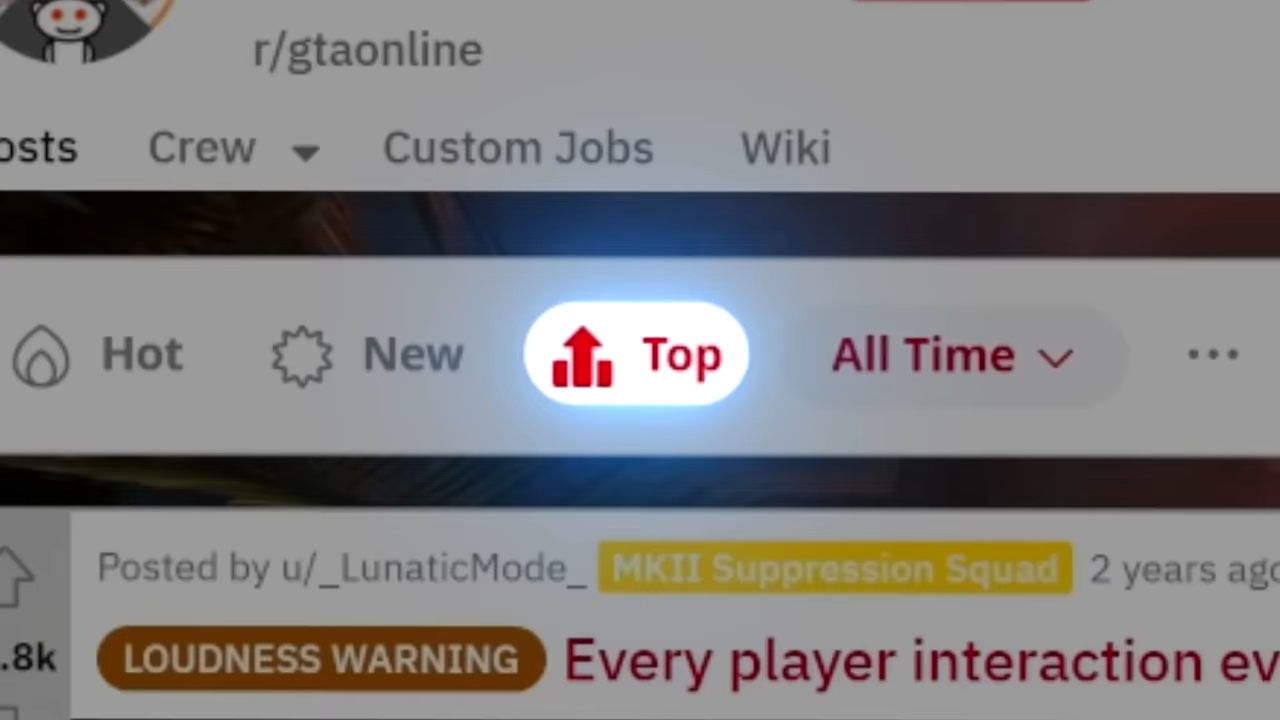 r/gtaonline
osts Crew Custom Jobs Wiki
Hot New Top All Time
Posted by u/_LunaticMode_ MKII Suppression Squad 2 years ago
.8k LOUDNESS WARNING Every player interaction ev